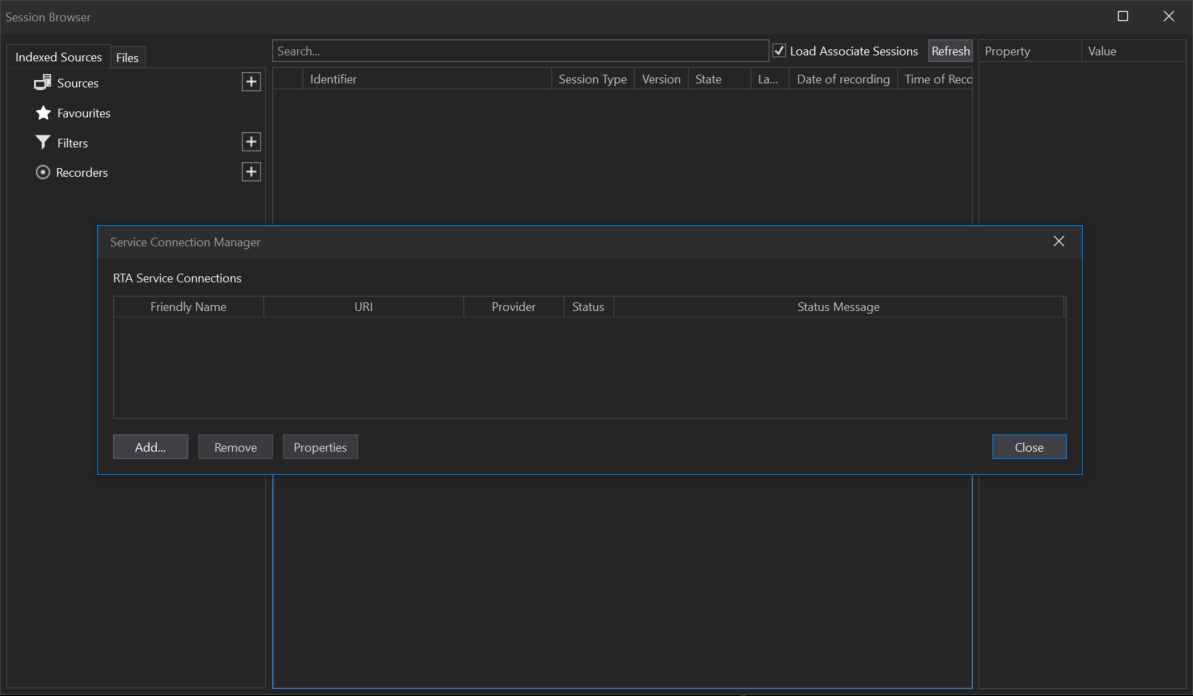 Session Browser
Indexed Sources Files
Search... Load Associate Sessions Refresh Property Value
Sources
Identifier Session Type Version State La... Date of recording Time of Recc
Favourites
Filters
Recorders
Service Connection Manager
RTA Service Connections
Friendly Name URI Provider Status Status Message
Add... Remove Properties Close